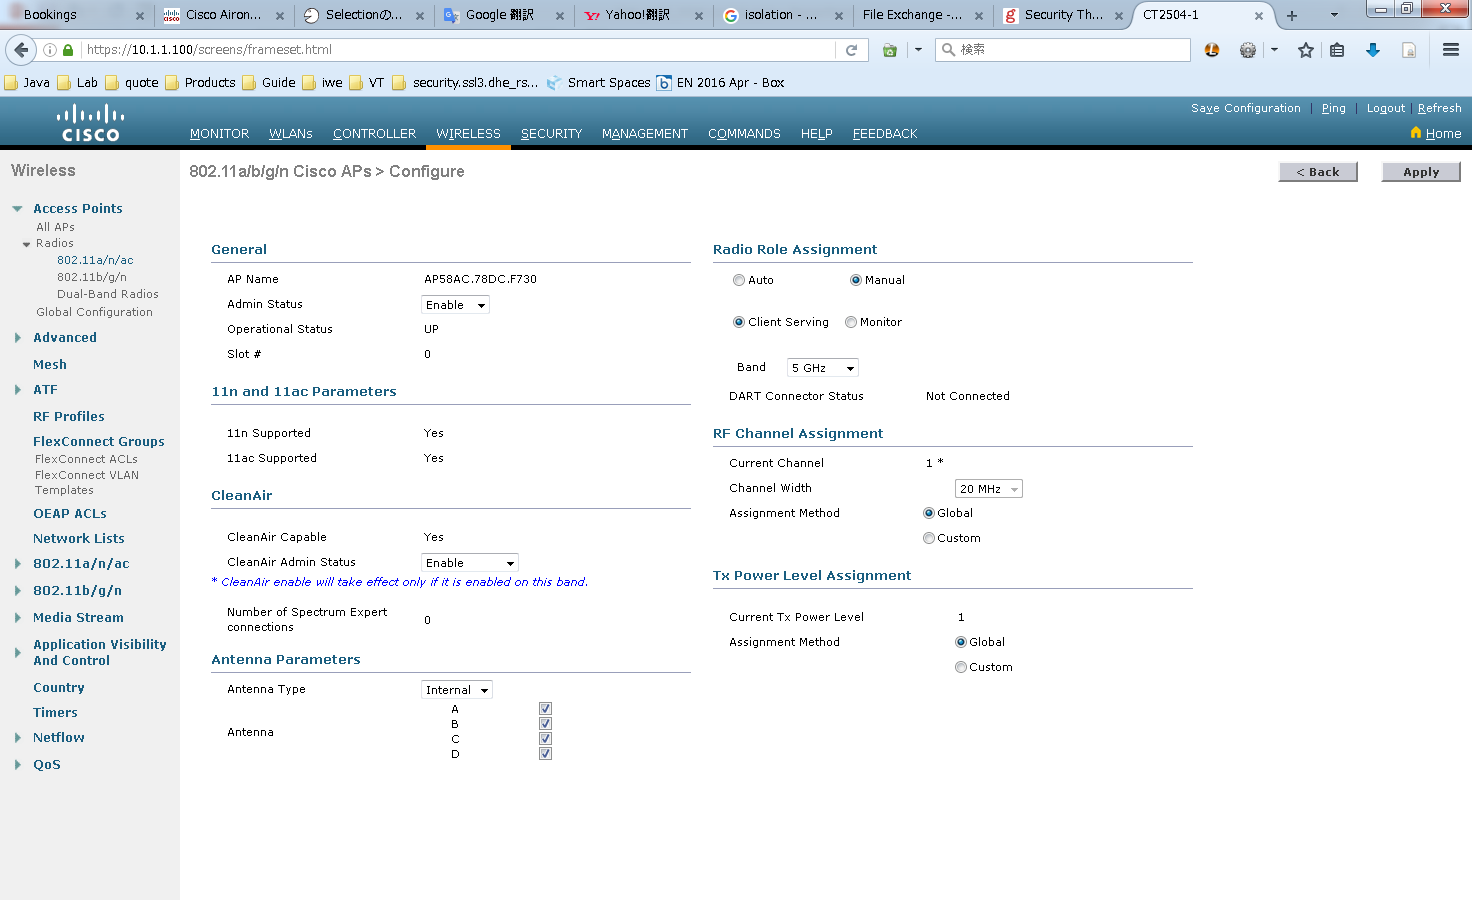 Bookings
Cisco Airon...
Selectionの...
Google 翻訳
Yahoo!翻訳
isolation - ...
File Exchange -...
Security Th...
CT2504-1
https://10.1.1.100/screens/frameset.html
検索
Java
Lab
quote
Products
Guide
iwe
VT
security.ssl3.dhe_rs...
Smart Spaces
EN 2016 Apr - Box
Save Configuration | Ping | Logout | Refresh
CISCO
MONITOR WLANs CONTROLLER WIRELESS SECURITY MANAGEMENT COMMANDS HELP FEEDBACK
Home
Wireless
Access Points
All APs
Radios
802.11a/n/ac
802.11b/g/n
Dual-Band Radios
Global Configuration
Advanced
Mesh
ATF
RF Profiles
FlexConnect Groups
FlexConnect ACLs
FlexConnect VLAN
Templates
OEAP ACLs
Network Lists
802.11a/n/ac
802.11b/g/n
Media Stream
Application Visibility
And Control
Country
Timers
Netflow
QoS
802.11a/b/g/n Cisco APs > Configure
< Back
Apply
General
AP Name AP58AC.78DC.F730
Admin Status Enable
Operational Status UP
Slot # 0
11n and 11ac Parameters
11n Supported Yes
11ac Supported Yes
CleanAir
CleanAir Capable Yes
CleanAir Admin Status Enable
* CleanAir enable will take effect only if it is enabled on this band.
Number of Spectrum Expert
connections 0
Antenna Parameters
Antenna Type Internal
Antenna
A
B
C
D
Radio Role Assignment
Auto Manual
Client Serving Monitor
Band 5 GHz
DART Connector Status Not Connected
RF Channel Assignment
Current Channel 1 *
Channel Width 20 MHz
Assignment Method Global
Custom
Tx Power Level Assignment
Current Tx Power Level 1
Assignment Method Global
Custom